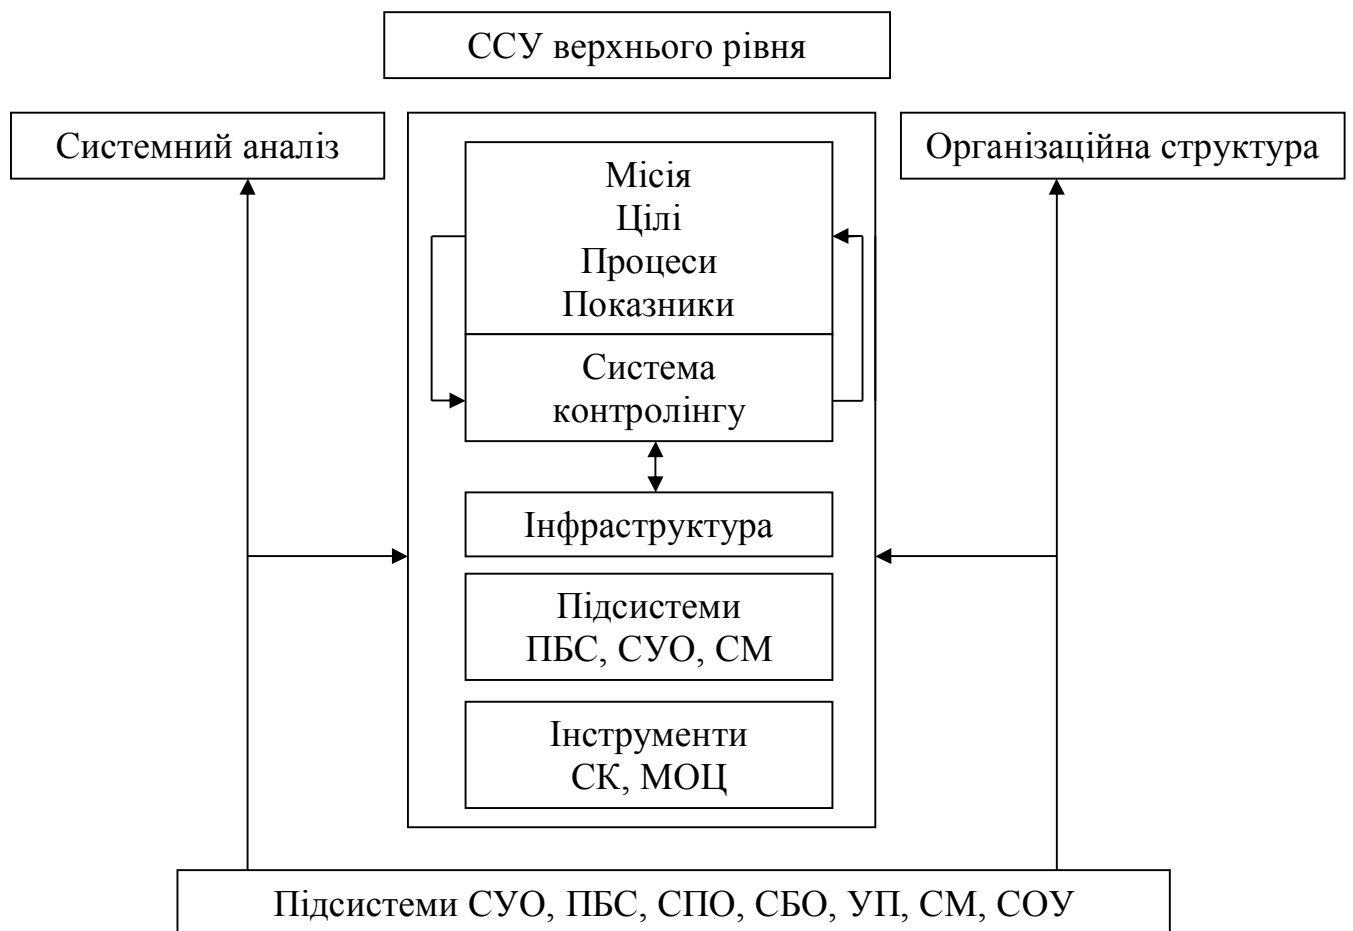 ССУ верхнього рівня
Системний аналіз
Організаційна структура
Місія
Цілі
Процеси
Показники
Система
контролінгу
Інфраструктура
Підсистеми
ПБС, СУО, СМ
Інструменти
СК, МОЦ
Підсистеми СУО, ПБС, СПО, СБО, УП, СМ, СОУ